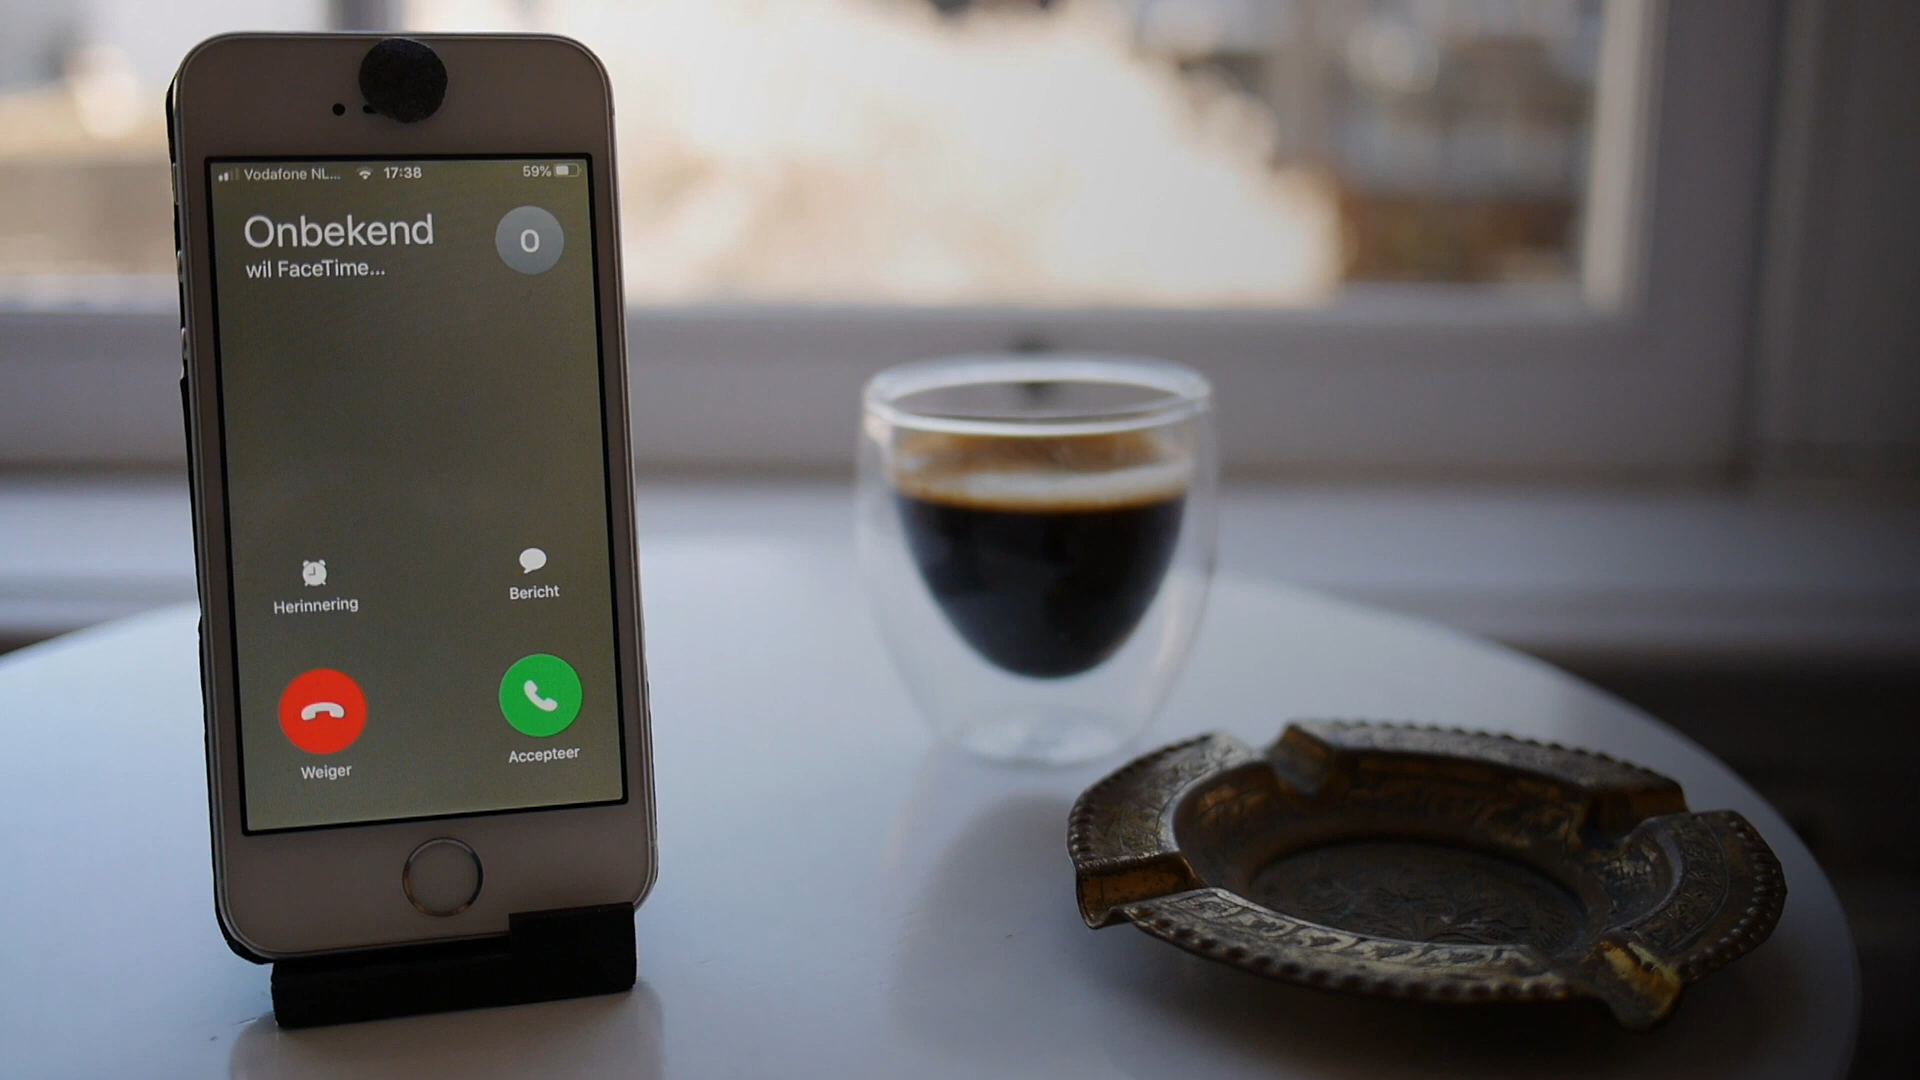 Vodafone NL... 17:38 59%
Onbekend
O
wil FaceTime...
Herinnering
Bericht
Weiger
Accepteer